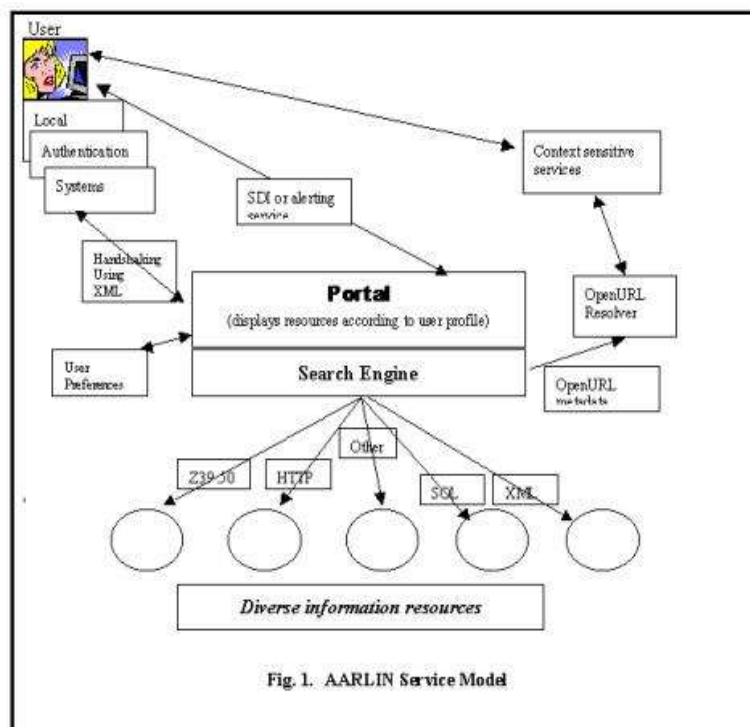 User
Local
Authentication
Systems
Context sensitive
services
SDI or alerting
service
Handshaking
Using
XML
Portal
(displays resources according to user profile)
OpenURL
Resolver
User
Preferences
Search Engine
OpenURL
metadata
Other
Z39.50
HTTP
SQL
XML
Diverse information resources
Fig. 1. AARLIN Service Model